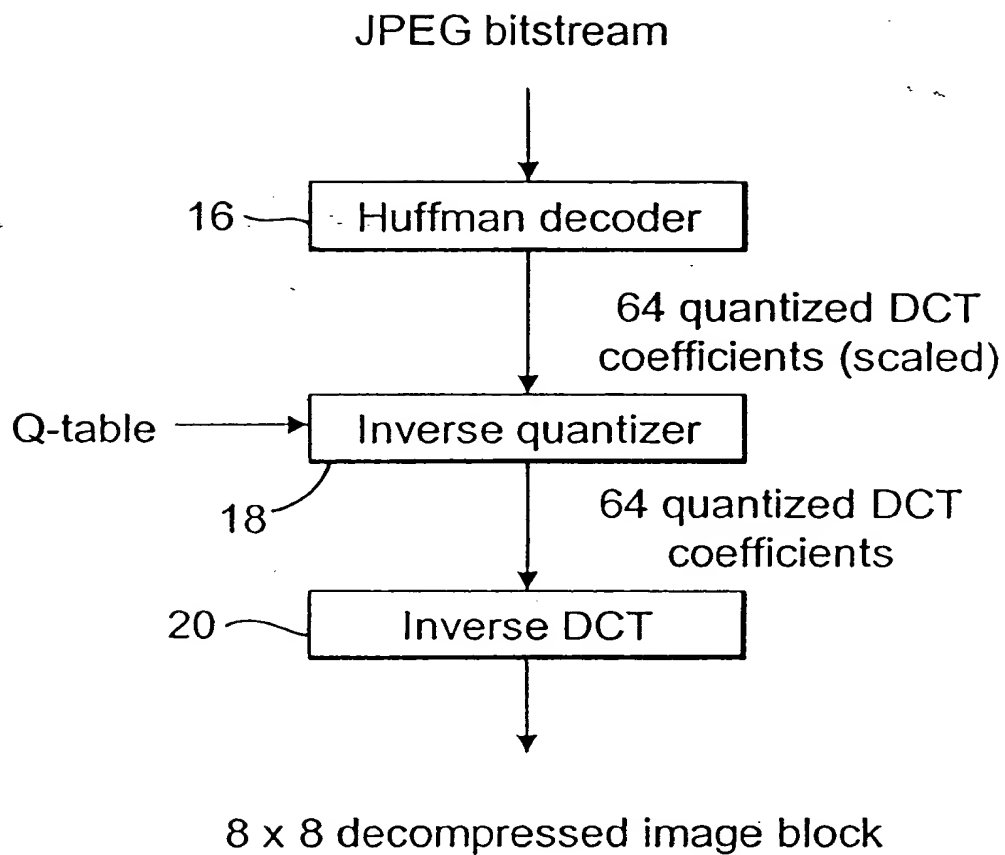 JPEG bitstream
16
Huffman decoder
64 quantized DCT
coefficients (scaled)
Q-table
Inverse quantizer
18
64 quantized DCT
coefficients
20
Inverse DCT
8 x 8 decompressed image block